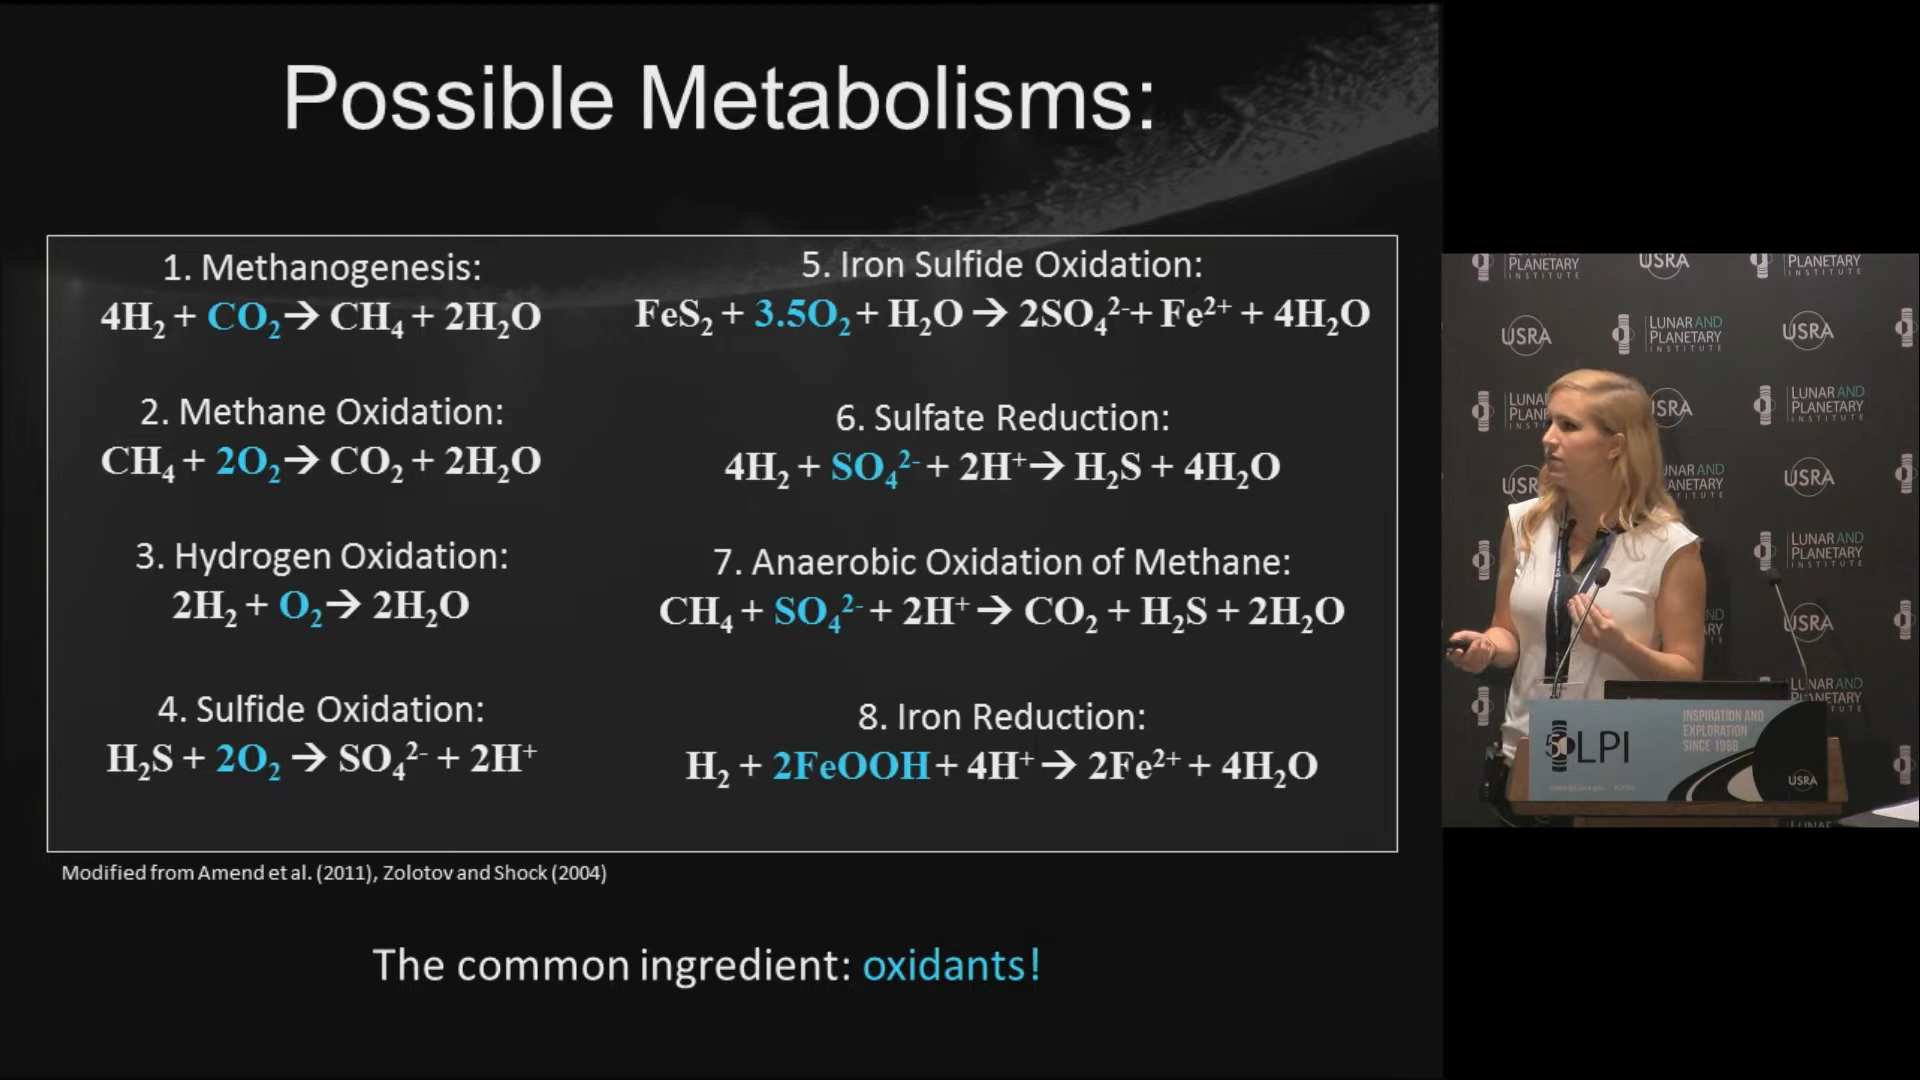 Possible Metabolisms:
1. Methanogenesis:
4H₂ + CO₂→ CH₄ + 2H₂O
2. Methane Oxidation:
CH₄ + 2O₂→ CO₂ + 2H₂O
3. Hydrogen Oxidation:
2H₂ + O₂→ 2H₂O
4. Sulfide Oxidation:
H₂S + 2O₂ → SO₄²⁻ + 2H⁺
5. Iron Sulfide Oxidation:
FeS₂ + 3.5O₂ + H₂O → 2SO₄²⁻+ Fe²⁺ + 4H₂O
6. Sulfate Reduction:
4H₂ + SO₄²⁻ + 2H⁺→ H₂S + 4H₂O
7. Anaerobic Oxidation of Methane:
CH₄ + SO₄²⁻ + 2H⁺ → CO₂ + H₂S + 2H₂O
8. Iron Reduction:
H₂ + 2FeOOH + 4H⁺ → 2Fe²⁺ + 4H₂O
Modified from Amend et al. (2011), Zolotov and Shock (2004)
The common ingredient: oxidants!
PLANETARY
INSTITUTE
USRA
PLANETARY
INSTITUTE
USRA
LUNAR AND
PLANETARY
INSTITUTE
USRA
LUNAR AND
PLANETARY
INSTITUTE
USRA
LUNAR AND
PLANETARY
INSTITUTE
USRA
LUNAR AND
PLANETARY
INSTITUTE
LPI
INSPIRATION AND
EXPLORATION
SINCE 1968
USRA